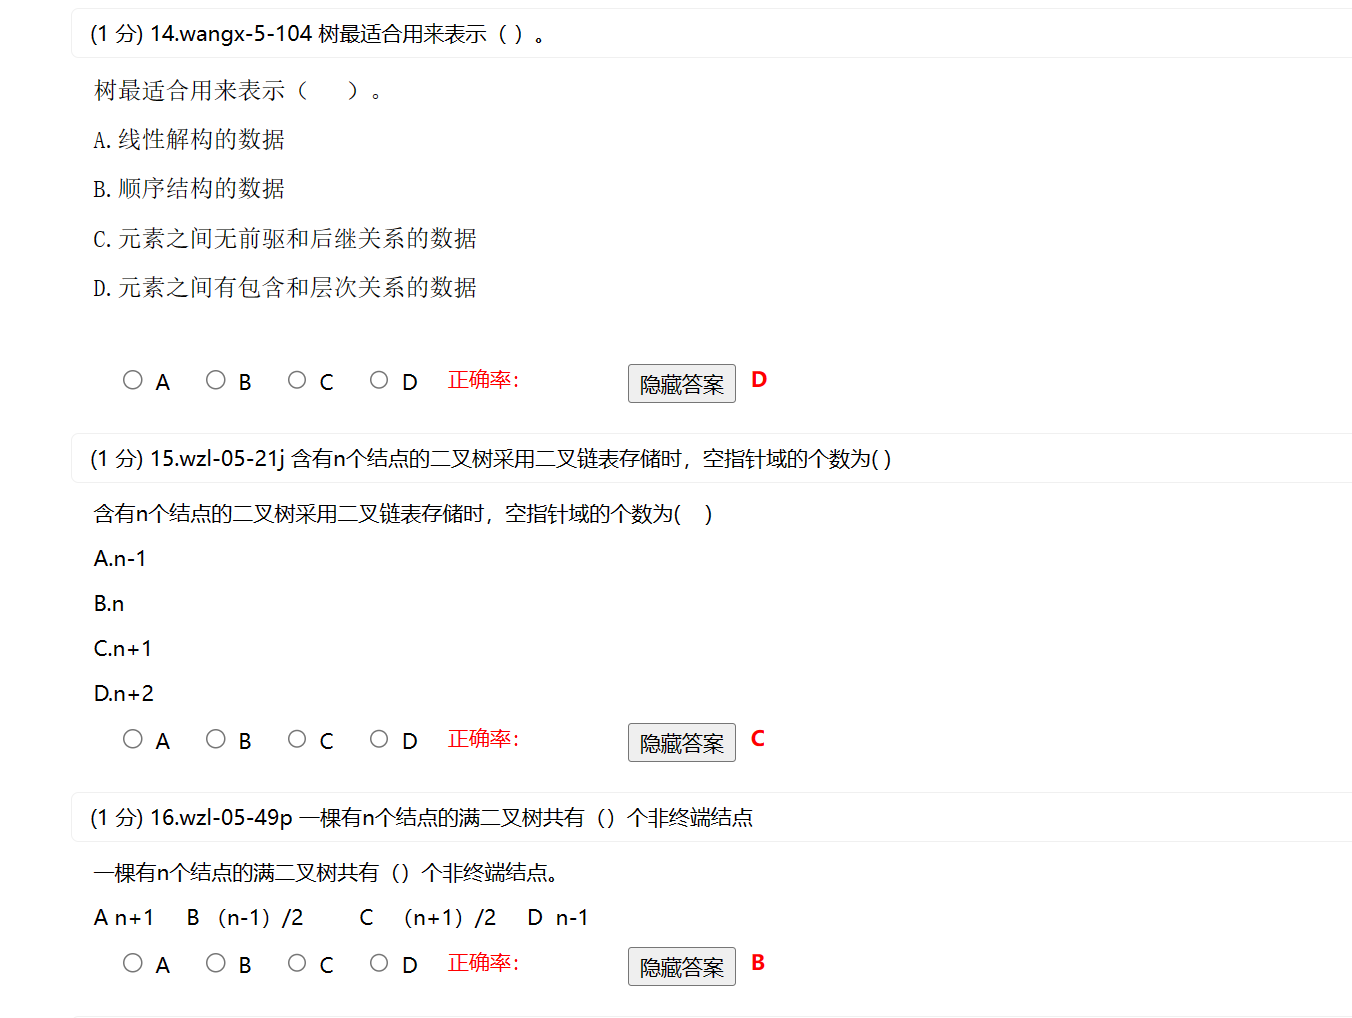 (1 分) 14.wangx-5-104 树最适合用来表示（ ）。
树最适合用来表示（  ）。
A.线性解构的数据
B.顺序结构的数据
C.元素之间无前驱和后继关系的数据
D.元素之间有包含和层次关系的数据
A B C D 正确率: 隐藏答案 D
(1 分) 15.wzl-05-21j 含有n个结点的二叉树采用二叉链表存储时，空指针域的个数为( )
含有n个结点的二叉树采用二叉链表存储时，空指针域的个数为(  )
A.n-1
B.n
C.n+1
D.n+2
A B C D 正确率: 隐藏答案 C
(1 分) 16.wzl-05-49p 一棵有n个结点的满二叉树共有（）个非终端结点
一棵有n个结点的满二叉树共有（）个非终端结点。
A n+1 B （n-1）/2 C （n+1）/2 D n-1
A B C D 正确率: 隐藏答案 B